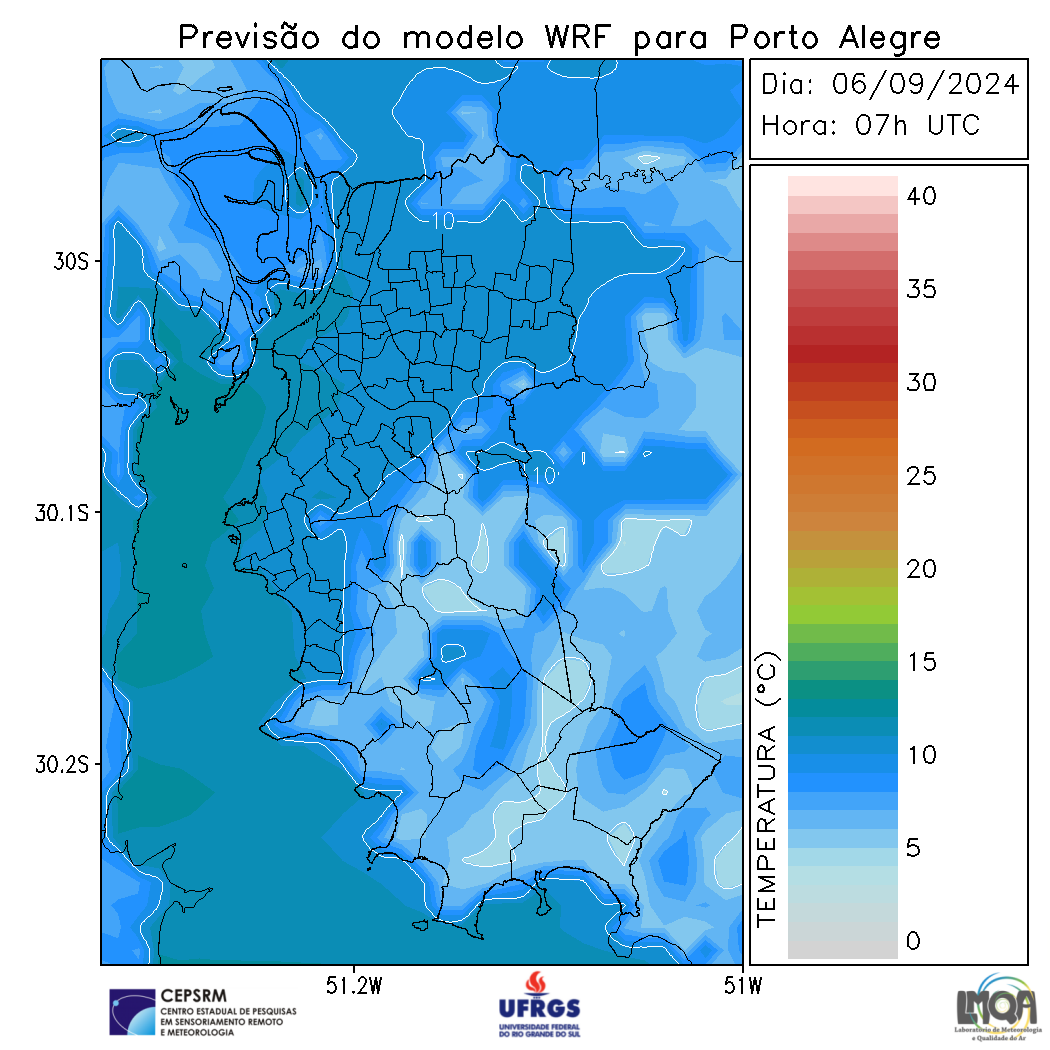 Previsão do modelo WRF para Porto Alegre
Dia: 06/09/2024
Hora: 07h UTC
40
35
30
25
20
15
10
5
0
TEMPERATURA (°C)
30S
30.1S
30.2S
51.2W
51W
10
10
CEPSRM
CENTRO ESTADUAL DE PESQUISAS
EM SENSORIAMENTO REMOTO
E METEOROLOGIA
UFRGS
UNIVERSIDADE FEDERAL
DO RIO GRANDE DO SUL
LMQA
Laboratório de Meteorologia
e Qualidade do Ar